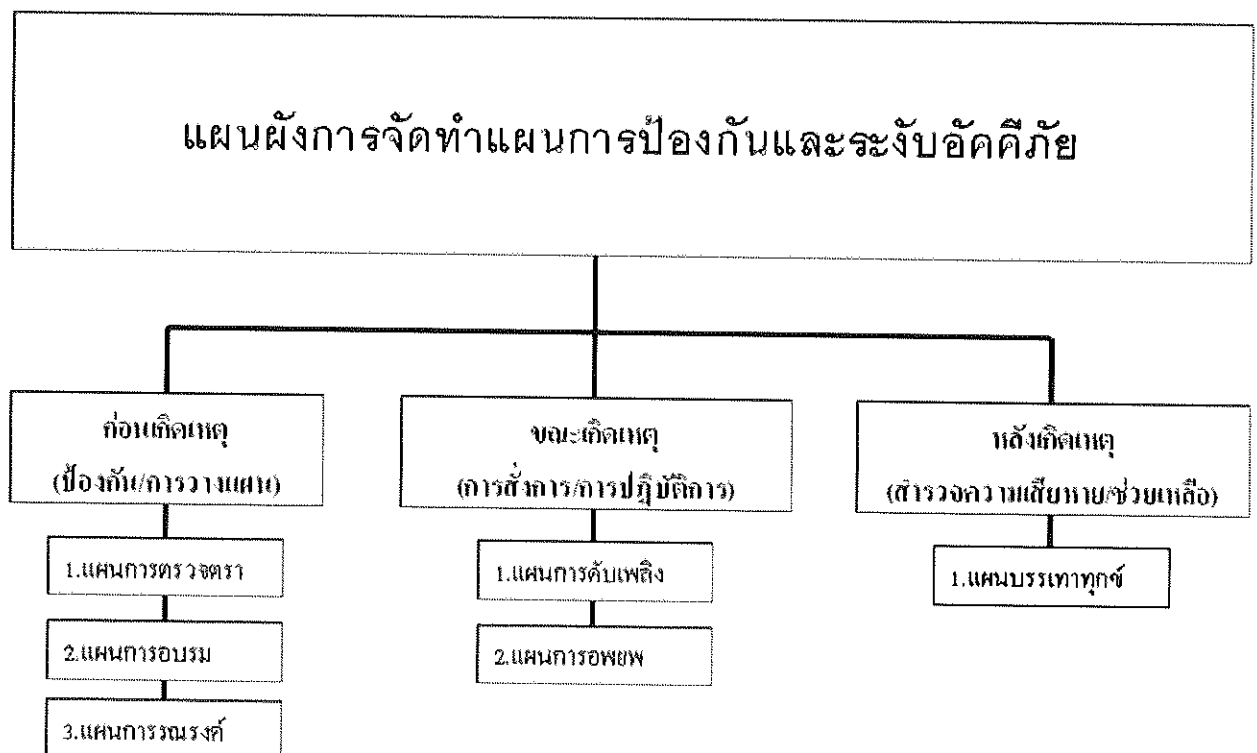 แผนผังการจัดทำแผนการป้องกันและระงับอัคคีภัย
ก่อนเกิดเหตุ
(ป้องกัน/การวางแผน)
1.แผนการตรวจตรา
2.แผนการอบรม
3.แผนการรณรงค์
ขณะเกิดเหตุ
(การสั่งการ/การปฏิบัติการ)
1.แผนการดับเพลิง
2.แผนการอพยพ
หลังเกิดเหตุ
(สำรวจความเสียหาย/ช่วยเหลือ)
1.แผนบรรเทาทุกข์